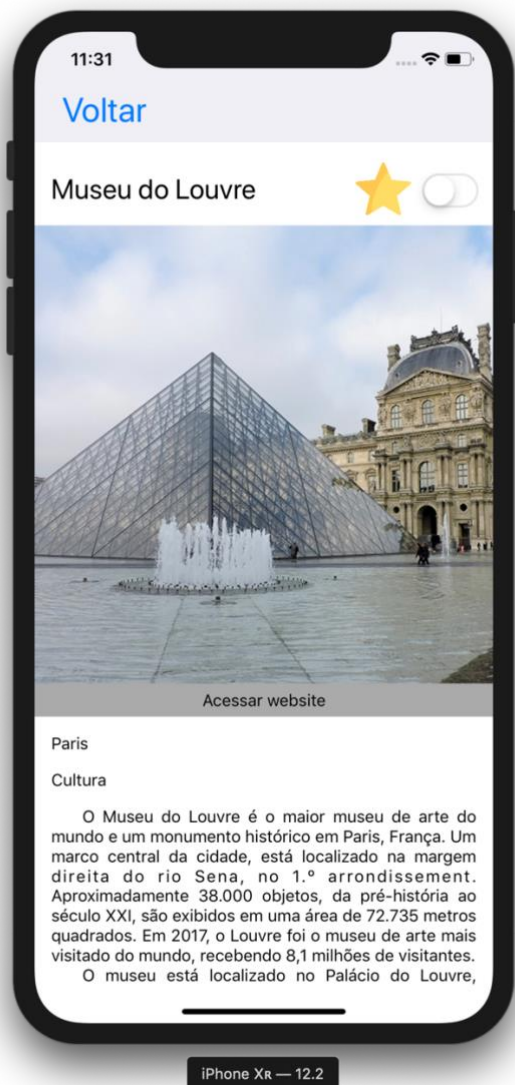 11:31
Voltar
Museu do Louvre
Acessar website
Paris
Cultura
O Museu do Louvre é o maior museu de arte do
mundo e um monumento histórico em Paris, França. Um
marco central da cidade, está localizado na margem
direita do rio Sena, no 1.º arrondissement.
Aproximadamente 38.000 objetos, da pré-história ao
século XXI, são exibidos em uma área de 72.735 metros
quadrados. Em 2017, o Louvre foi o museu de arte mais
visitado do mundo, recebendo 8,1 milhões de visitantes.
O museu está localizado no Palácio do Louvre,
iPhone XR — 12.2